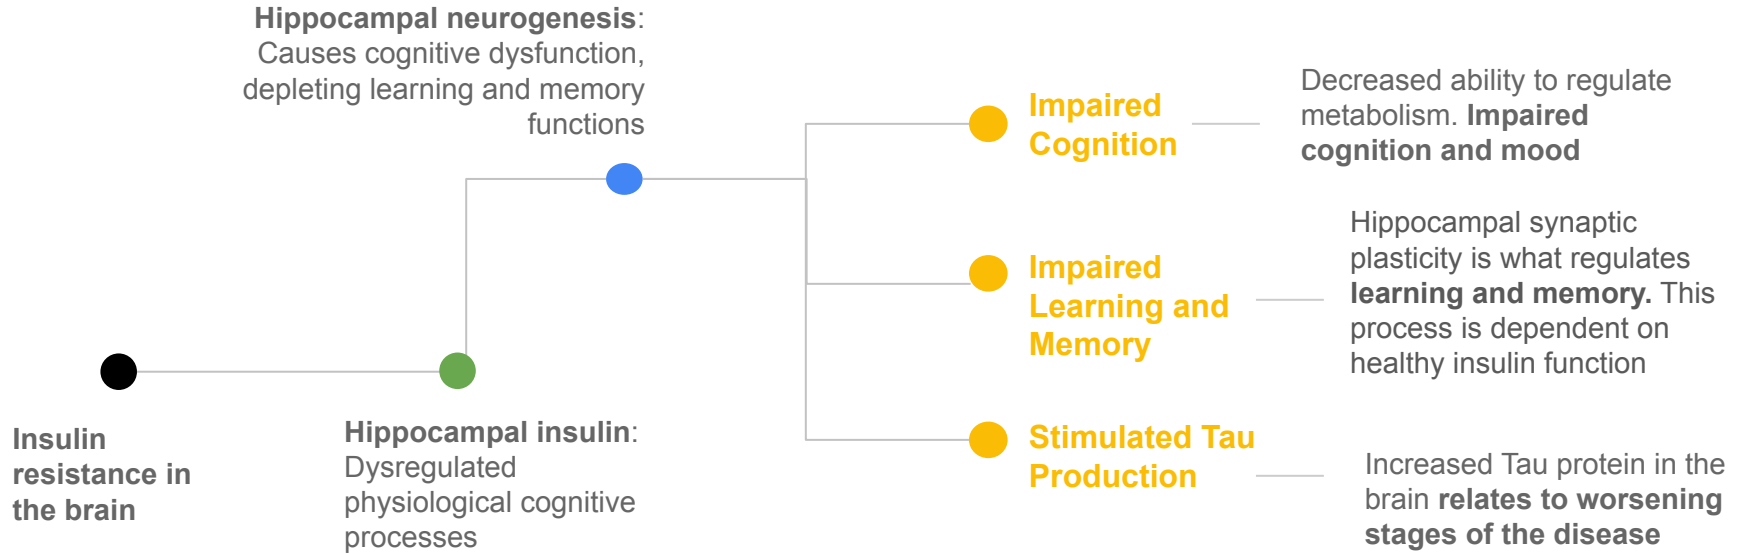 Hippocampal neurogenesis:
Causes cognitive dysfunction,
depleting learning and memory
functions
Insulin
resistance in
the brain
Hippocampal insulin:
Dysregulated
physiological cognitive
processes
Impaired
Cognition
Decreased ability to regulate
metabolism. Impaired
cognition and mood
Impaired
Learning and
Memory
Hippocampal synaptic
plasticity is what regulates
learning and memory. This
process is dependent on
healthy insulin function
Stimulated Tau
Production
Increased Tau protein in the
brain relates to worsening
stages of the disease